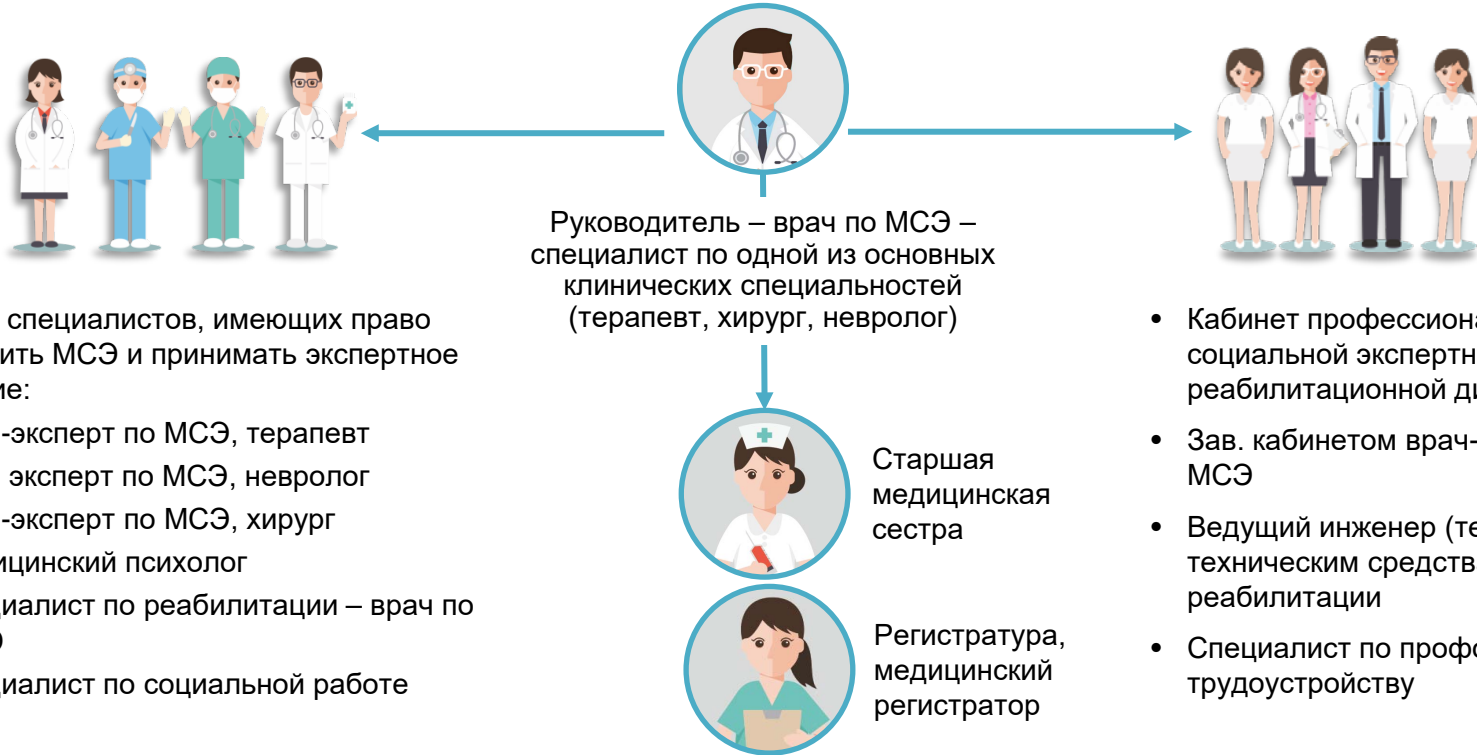 Руководитель – врач по МСЭ –
специалист по одной из основных
клинических специальностей
(терапевт, хирург, невролог)
специалистов, имеющих право
ить МСЭ и принимать экспертное
ие:
-эксперт по МСЭ, терапевт
эксперт по МСЭ, невролог
-эксперт по МСЭ, хирург
ицинский психолог
циалист по реабилитации – врач по
циалист по социальной работе
Старшая
медицинская
сестра
Регистратура,
медицинский
регистратор
• Кабинет профессиона
социальной экспертн
реабилитационной ди
• Зав. кабинетом врач-
МСЭ
• Ведущий инженер (те
техническим средств
реабилитации
• Специалист по профо
трудоустройству